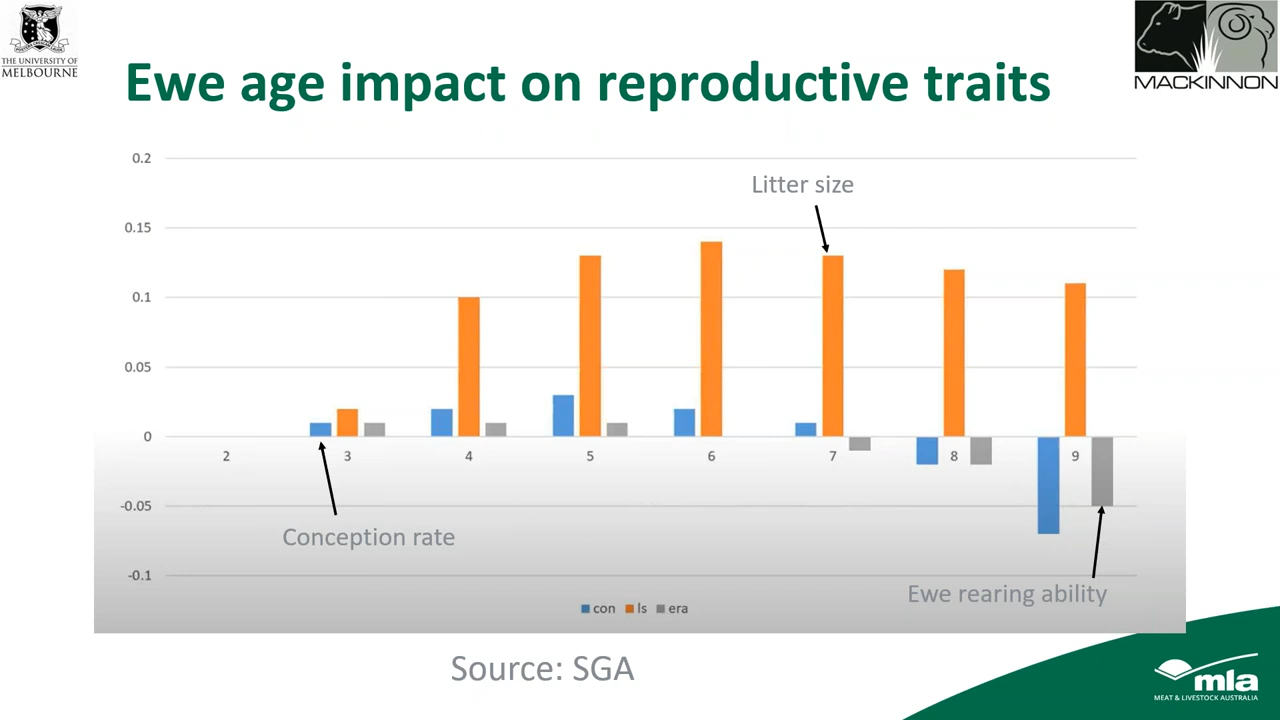 THE UNIVERSITY OF
MELBOURNE
Ewe age impact on reproductive traits
MACKINNON
0.2
Litter size
0.15
0.1
0.05
0
2 3 4 5 6 7 8 9
-0.05
Conception rate
-0.1
Ewe rearing ability
con ls era
Source: SGA
mla
MEAT & LIVESTOCK AUSTRALIA